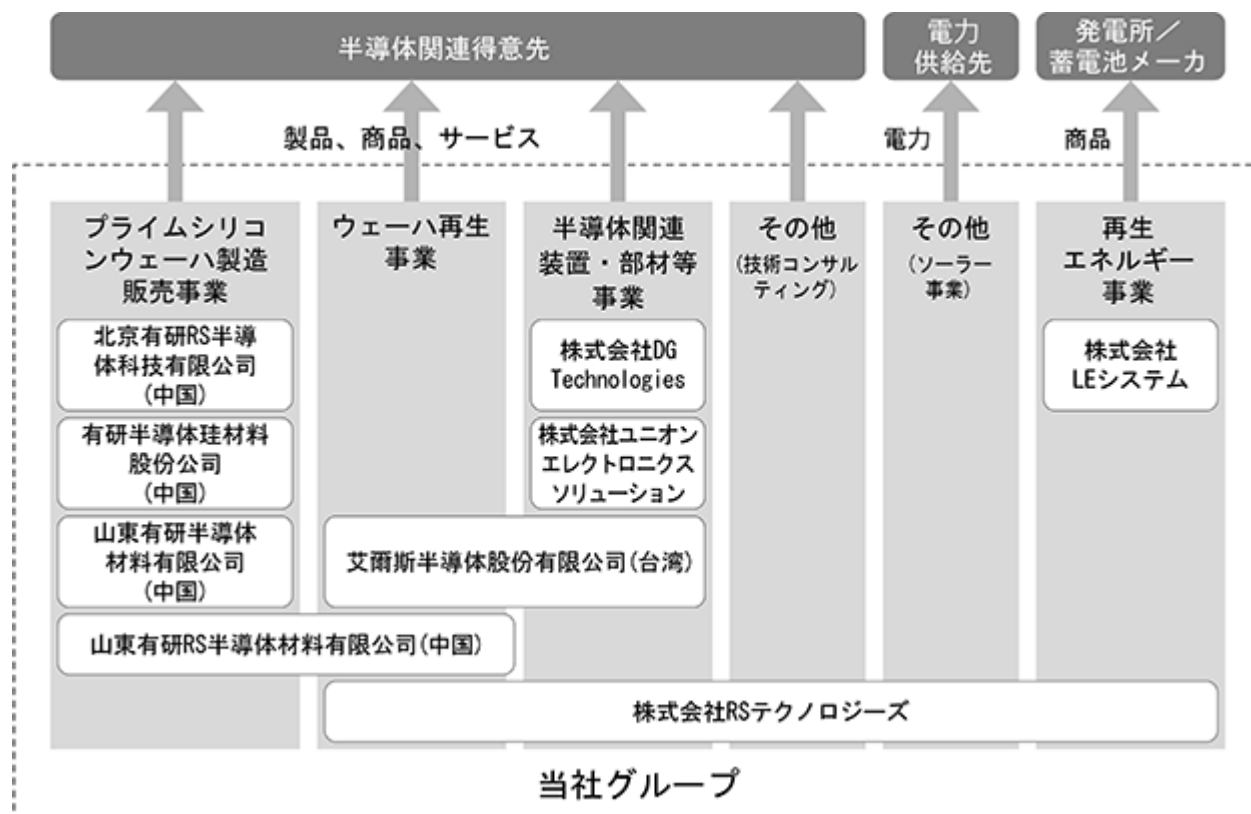 半導体関連得意先
電力
供給先
発電所／
蓄電池メーカ
製品、商品、サービス
電力
商品
プライムシリコ
ンウェーハ製造
販売事業
ウェーハ再生
事業
半導体関連
装置・部材等
事業
その他
(技術コンサル
ティング)
その他
(ソーラー
事業)
再生
エネルギー
事業
北京有研RS半導
体科技有限公司
(中国)
株式会社DG
Technologies
株式会社
LEシステム
有研半導体珪材料
股份公司
(中国)
株式会社ユニオン
エレクトロニクス
ソリューション
山東有研半導体
材料有限公司
(中国)
艾爾斯半導体股份有限公司(台湾)
山東有研RS半導体材料有限公司(中国)
株式会社RSテクノロジーズ
当社グループ